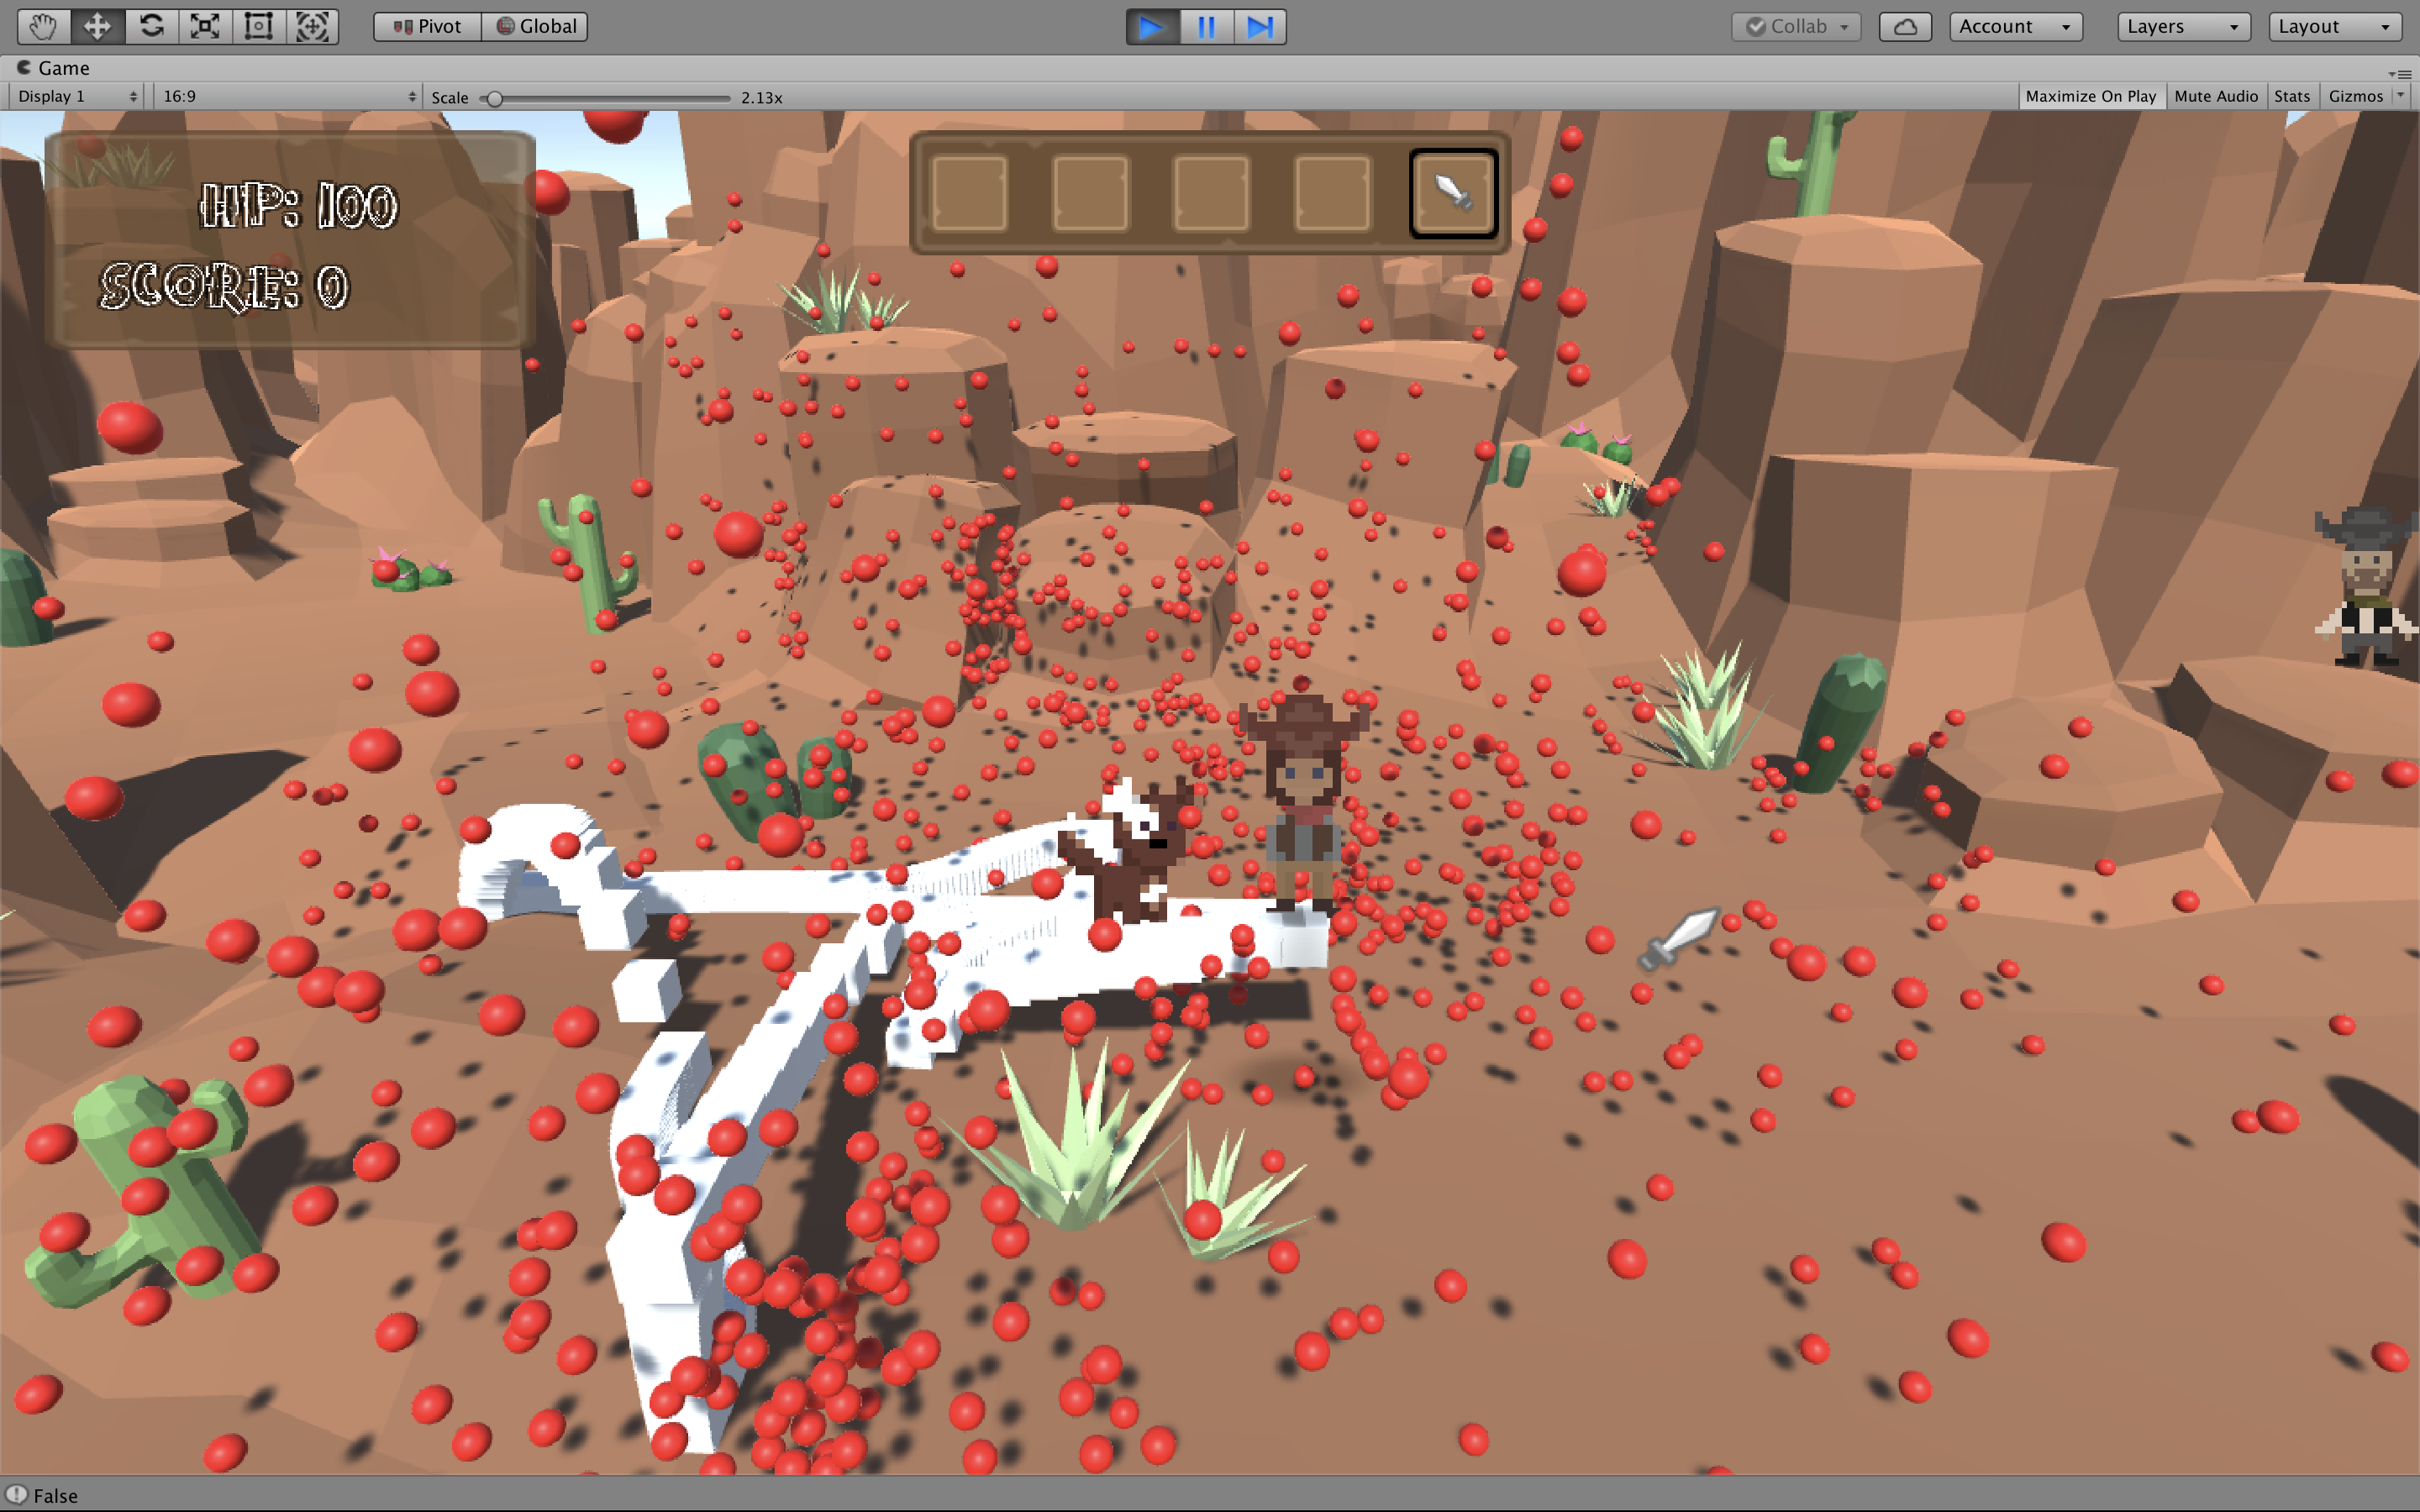 Pivot Global Collab Account Layers Layout
Game
Display 1 16:9 Scale 2.13x Maximize On Play Mute Audio Stats Gizmos
HP: 100
SCORE: 0
False